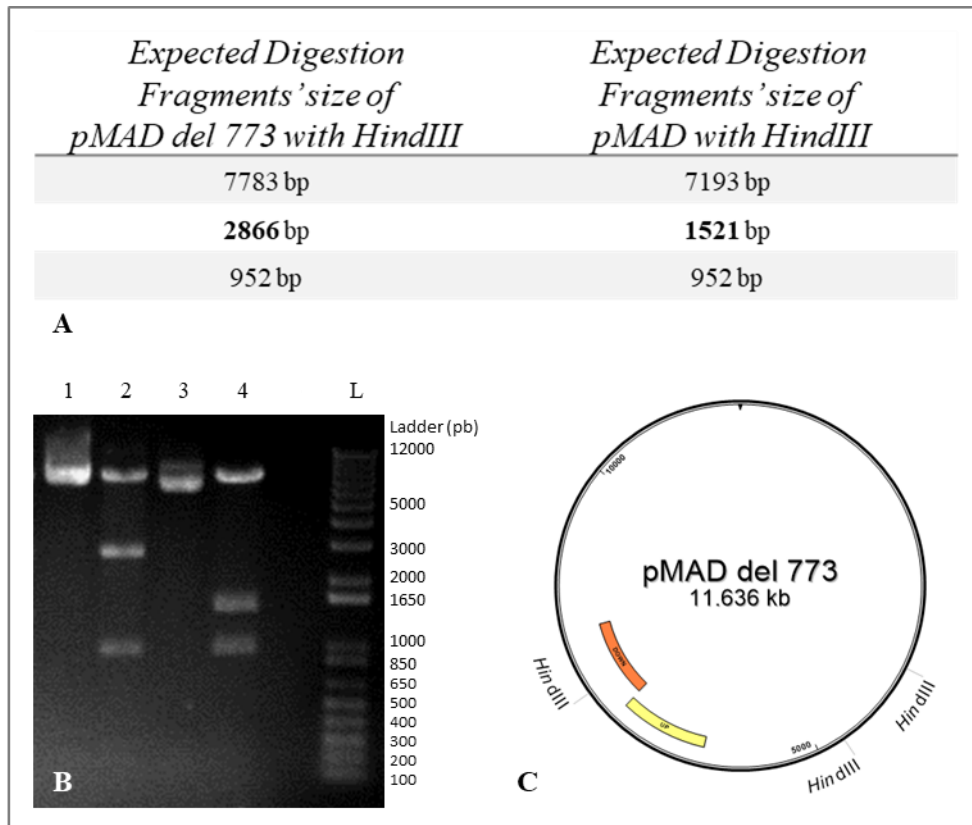 Expected Digestion
Fragments'size of
pMAD del 773 with HindIII
Expected Digestion
Fragments'size of
pMAD with HindIII
7783 bp
7193 bp
2866 bp
1521 bp
952 bp
952 bp
A
1 2 3 4 L
Ladder (pb)
12000
5000
3000
2000
1650
1000
850
650
500
400
300
200
100
B
10000
pMAD del 773
11.636 kb
DOWN
UP
HindIII
HindIII
5000
HindIII
C